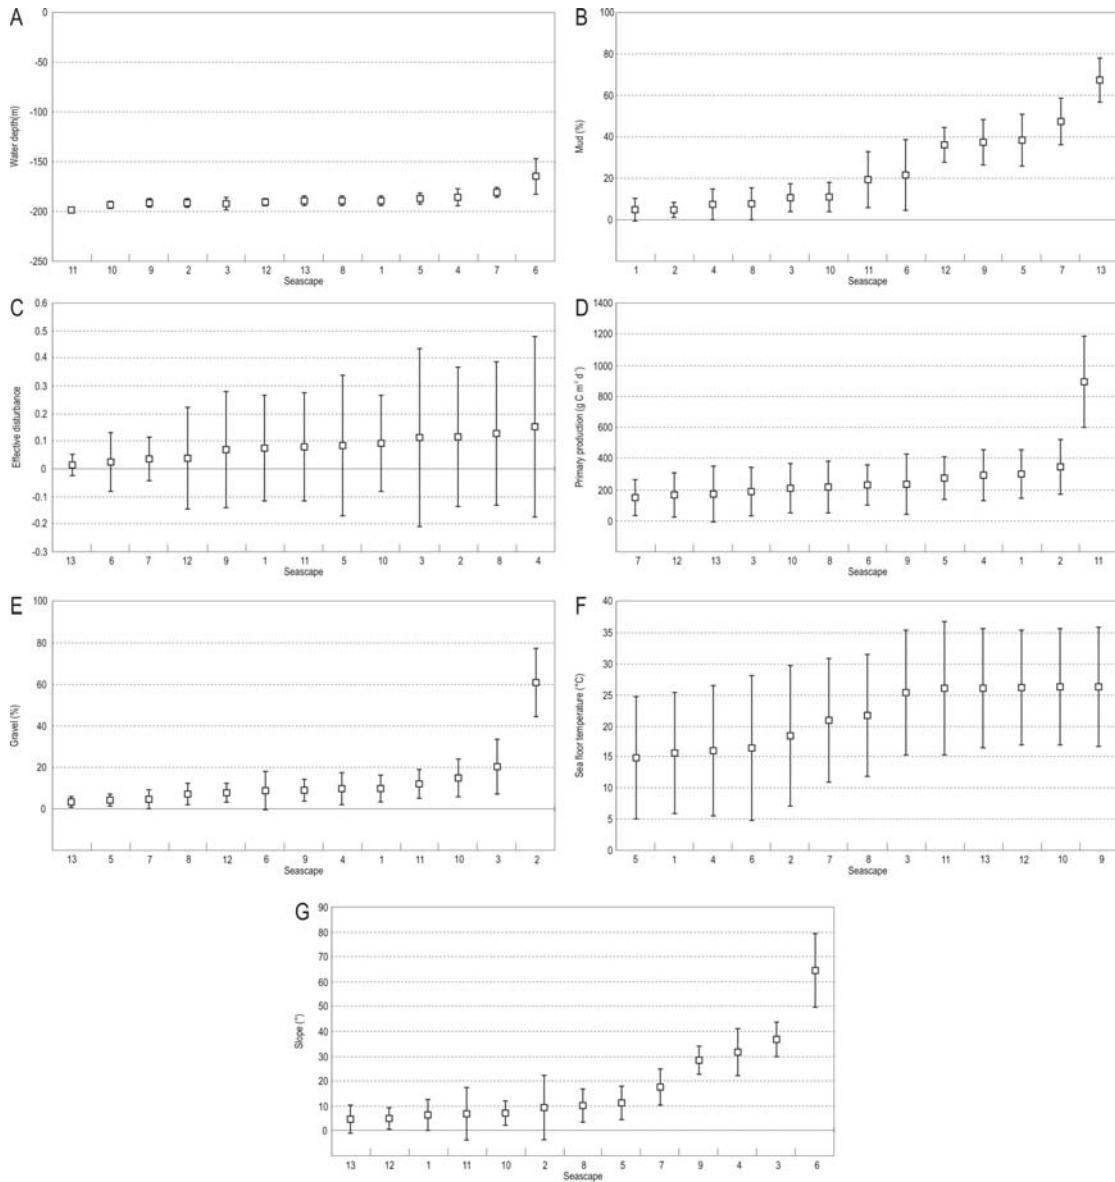 A
Water depth(m)
0
-50
-100
-150
-200
-250
11 10 9 2 3 12 13 8 1 5 4 7 6
Seascape
B
Mud (%)
100
80
60
40
20
0
1 2 4 8 3 10 11 6 12 9 5 7 13
Seascape
C
Effective disturbance
0.6
0.5
0.4
0.3
0.2
0.1
0
-0.1
-0.2
-0.3
13 6 7 12 9 1 11 5 10 3 2 8 4
Seascape
D
Primary production (g C m
1400
1200
1000
800
600
400
200
0
7 12 13 3 10 8 6 9 5 4 1 2 11
Seascape
E
Gravel (%)
100
80
60
40
20
0
13 5 7 8 12 6 9 4 1 11 10 3 2
Seascape
F
Sea floor temperature (°C)
40
35
30
25
20
15
10
5
0
5 1 4 6 2 7 8 3 11 13 12 10 9
Seascape
G
Slope (°)
90
80
70
60
50
40
30
20
10
0
13 12 1 11 10 2 8 5 7 9 4 3 6
Seascape